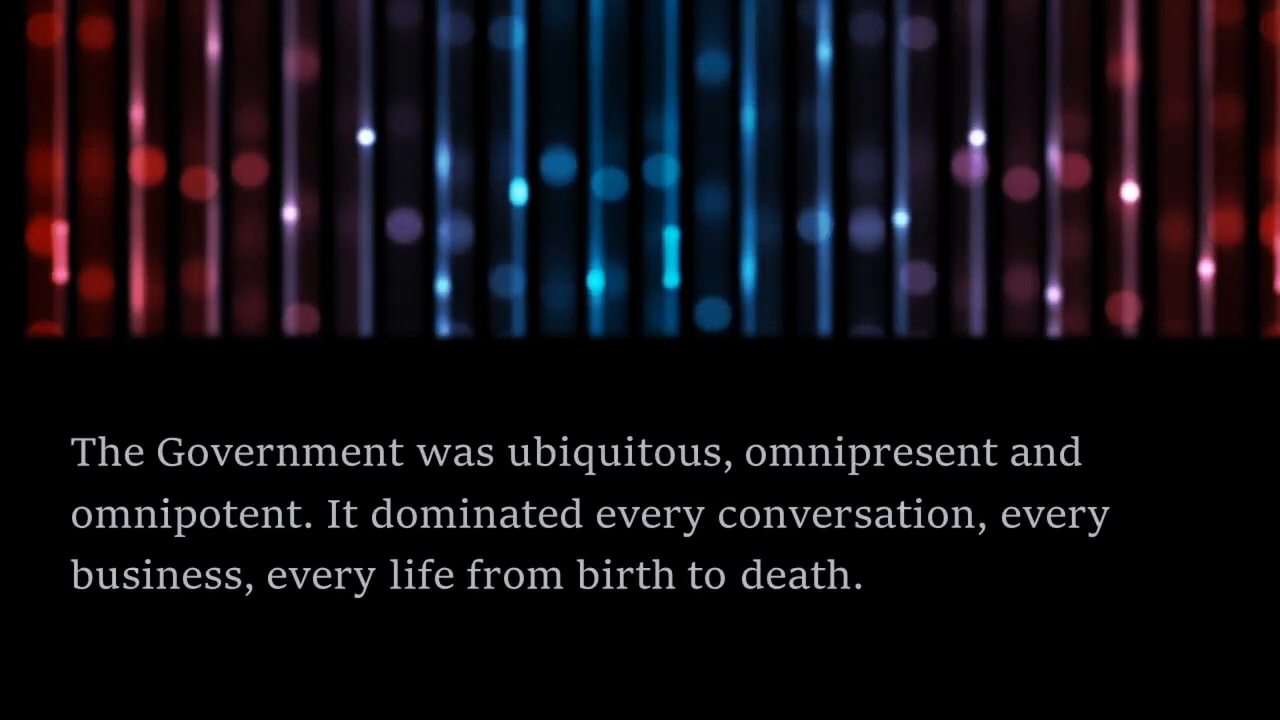 The Government was ubiquitous, omnipresent and
omnipotent. It dominated every conversation, every
business, every life from birth to death.